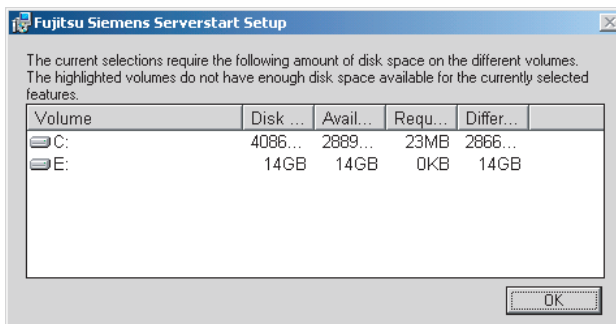 Fujitsu Siemens Serverstart Setup
The current selections require the following amount of disk space on the different volumes.
The highlighted volumes do not have enough disk space available for the currently selected
features.
Volume Disk ... Avail... Requ... Differ...
C: 4086... 2889... 23MB 2866...
E: 14GB 14GB 0KB 14GB
OK